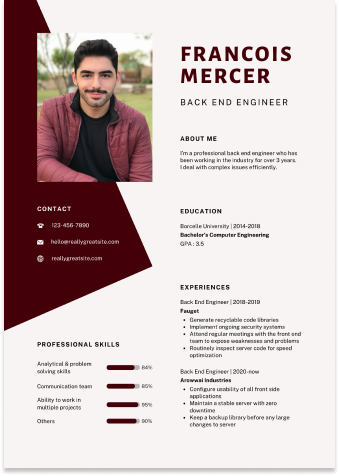 FRANCOIS
MERCER
BACK END ENGINEER
ABOUT ME
I'm a professional back end engineer who has
been working in the industry for over 3 years.
I deal with complex issues efficiently.
CONTACT
123-456-7890
hello@reallygreatsite.com
reallygreatsite.com
EDUCATION
Borcelle University | 2014-2018
Bachelor's Computer Engineering
GPA : 3.5
EXPERIENCES
Back End Engineer | 2018-2019
Fauget
• Generate recyclable code libraries
• Implement ongoing security systems
• Attend regular meetings with the front end
team to expose weaknesses and problems
• Routinely inspect server code for speed
optimization
Back End Engineer | 2020-now
Arowwai Industries
• Configure usability of all front side
applications
• Maintain a stable server with zero
downtime
• Keep a backup library before any large
changes to server
PROFESSIONAL SKILLS
Analytical & problem
solving skills
84%
Communication team
85%
Ability to work in
multiple projects
95%
Others
90%